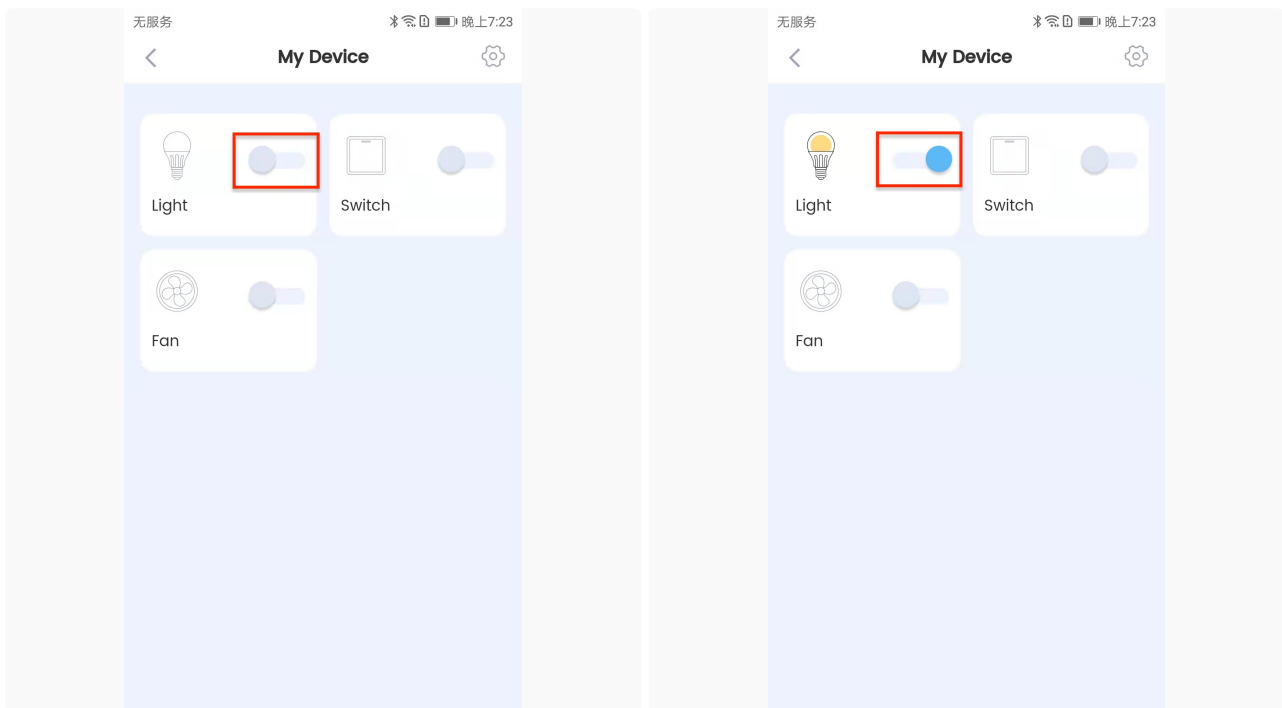 无服务 晚上7:23
My Device
Light
Switch
Fan
无服务 晚上7:23
My Device
Light
Switch
Fan